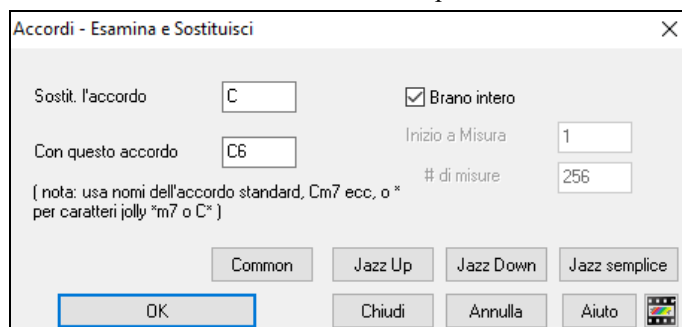 Accordi - Esamina e Sostituisci
Sostit. l'accordo C
Brano intero
Inizio a Misura 1
Con questo accordo C6
# di misure 256
( nota: usa nomi dell'accordo standard, Cm7 ecc, o *
per caratteri jolly *m7 o C* )
Common Jazz Up Jazz Down Jazz semplice
OK Chiudi Annulla Aiuto